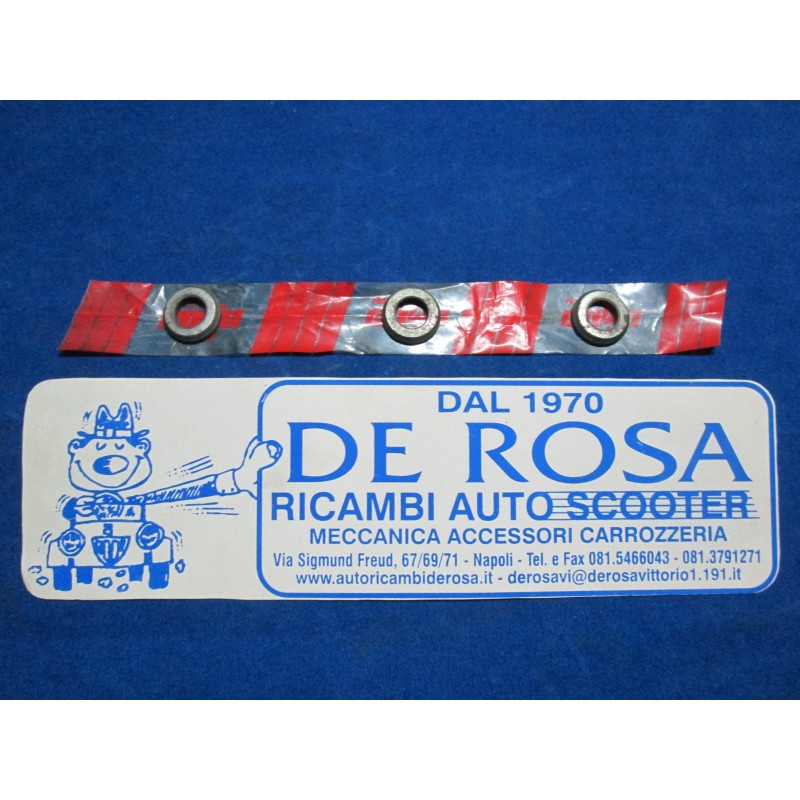 DAL 1970
DE ROSA
RICAMBI AUTO SCOOTER
MECCANICA ACCESSORI CARROZZERIA
Via Sigmund Freud, 67/69/71 - Napoli - Tel. e Fax 081.5466043 - 081.3791271
www.autoricambiderosa.it - derosavi@derosavittorio1.191.it